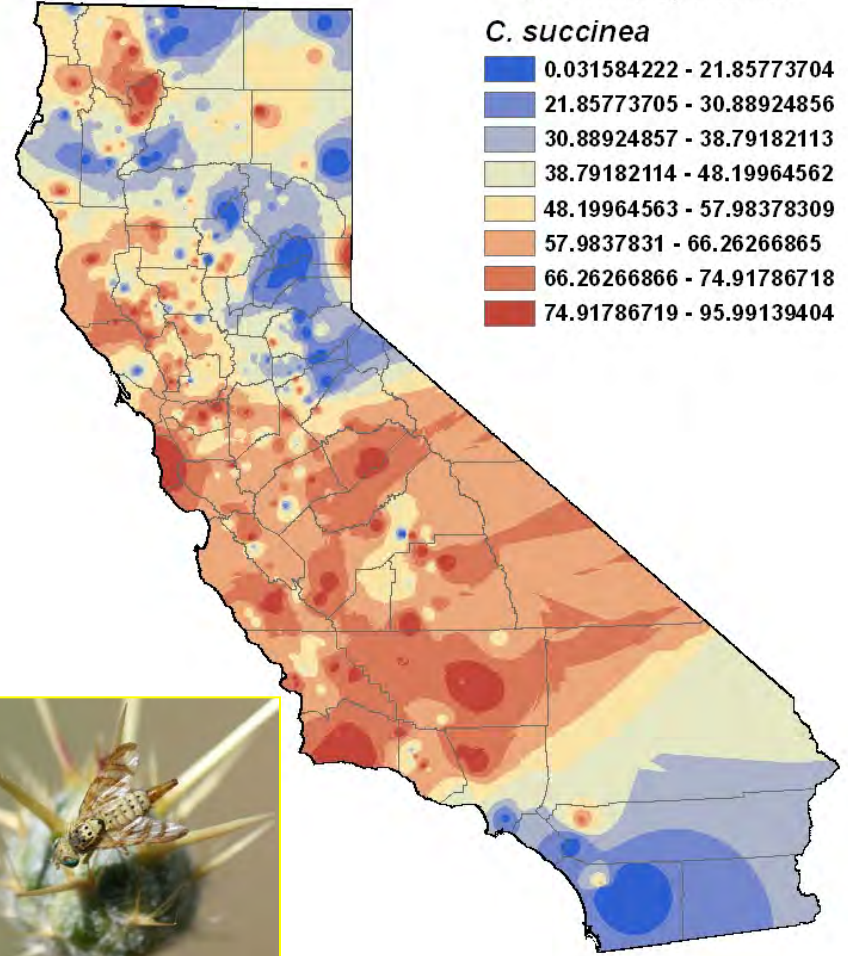 C. succinea
0.031584222 - 21.85773704
21.85773705 - 30.88924856
30.88924857 - 38.79182113
38.79182114 - 48.19964562
48.19964563 - 57.98378309
57.9837831 - 66.26266865
66.26266866 - 74.91786718
74.91786719 - 95.99139404